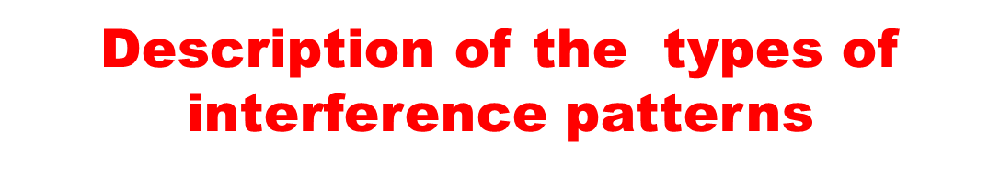 Description of the  types of
interference patterns